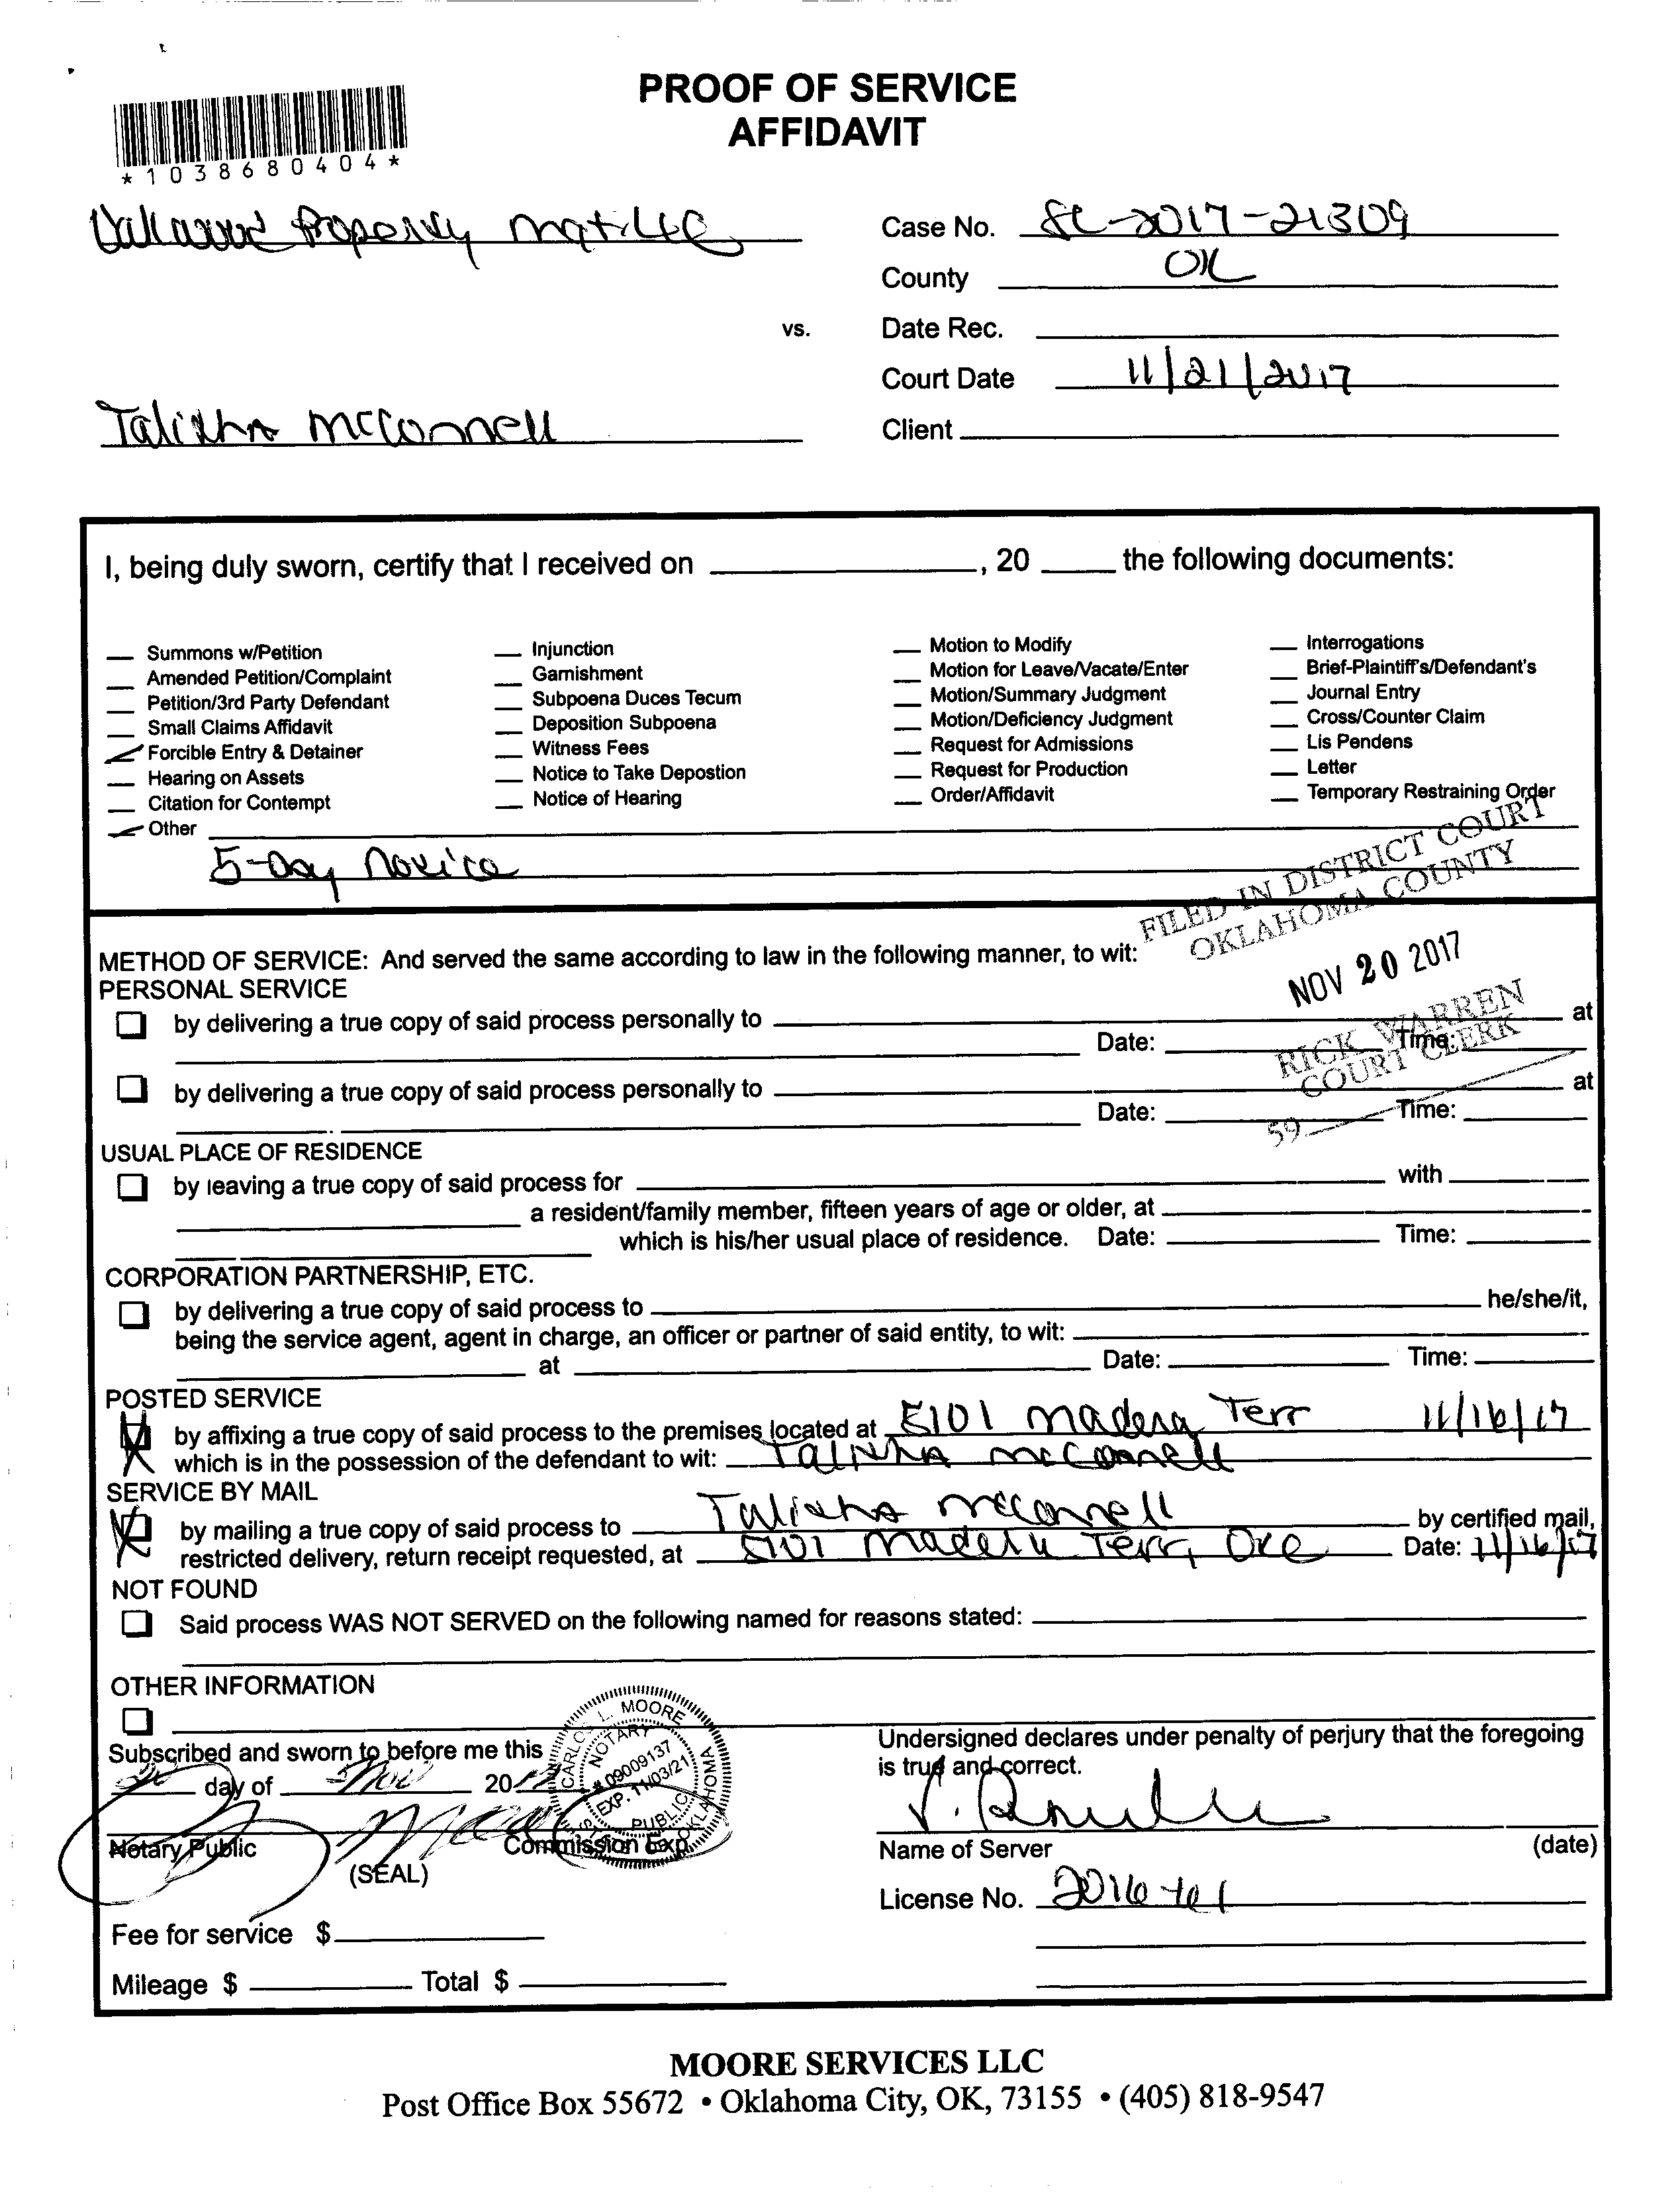 PROOF OF SERVICE
AFFIDAVIT
*1038680404*
Property Mgt. LLC
Case No. SC-2017-21309
County OK
vs.
Date Rec.
Court Date 11/21/2017
Talisha McConnell
Client
I, being duly sworn, certify that I received on , 20 the following documents:
Summons w/Petition
Amended Petition/Complaint
Petition/3rd Party Defendant
Small Claims Affidavit
Forcible Entry & Detainer
Hearing on Assets
Citation for Contempt
Other
5-Day Notice
Injunction
Garnishment
Subpoena Duces Tecum
Deposition Subpoena
Witness Fees
Notice to Take Depostion
Notice of Hearing
Motion to Modify
Motion for Leave/Vacate/Enter
Motion/Summary Judgment
Motion/Deficiency Judgment
Request for Admissions
Request for Production
Order/Affidavit
Interrogations
Brief-Plaintiff's/Defendant's
Journal Entry
Cross/Counter Claim
Lis Pendens
Letter
Temporary Restraining Order
FILED IN DISTRICT COURT
OKLAHOMA COUNTY
NOV 20 2017
RICK WARREN
COURT CLERK
59
METHOD OF SERVICE: And served the same according to law in the following manner, to wit:
PERSONAL SERVICE
by delivering a true copy of said process personally to at
Date: Time:
by delivering a true copy of said process personally to at
Date: Time:
USUAL PLACE OF RESIDENCE
by leaving a true copy of said process for with
a resident/family member, fifteen years of age or older, at
which is his/her usual place of residence. Date: Time:
CORPORATION PARTNERSHIP, ETC.
by delivering a true copy of said process to he/she/it,
being the service agent, agent in charge, an officer or partner of said entity, to wit:
at Date: Time:
POSTED SERVICE
by affixing a true copy of said process to the premises located at 5101 Madera Terr 11/16/17
which is in the possession of the defendant to wit: Talisha McConnell
SERVICE BY MAIL
by mailing a true copy of said process to Talisha McConnell by certified mail,
restricted delivery, return receipt requested, at 5101 Madera Terr, OKC Date: 11/16/17
NOT FOUND
Said process WAS NOT SERVED on the following named for reasons stated:
OTHER INFORMATION
Subscribed and sworn to before me this
day of Nov 2017
Notary Public
(SEAL)
Commission Exp.
CARLOS L. MOORE
NOTARY
# 09009137
EXP. 11/03/21
PUBLIC
OKLAHOMA
Undersigned declares under penalty of perjury that the foregoing
is true and correct.
Name of Server (date)
License No.
Fee for service $
Mileage $ Total $
MOORE SERVICES LLC
Post Office Box 55672 • Oklahoma City, OK, 73155 • (405) 818-9547